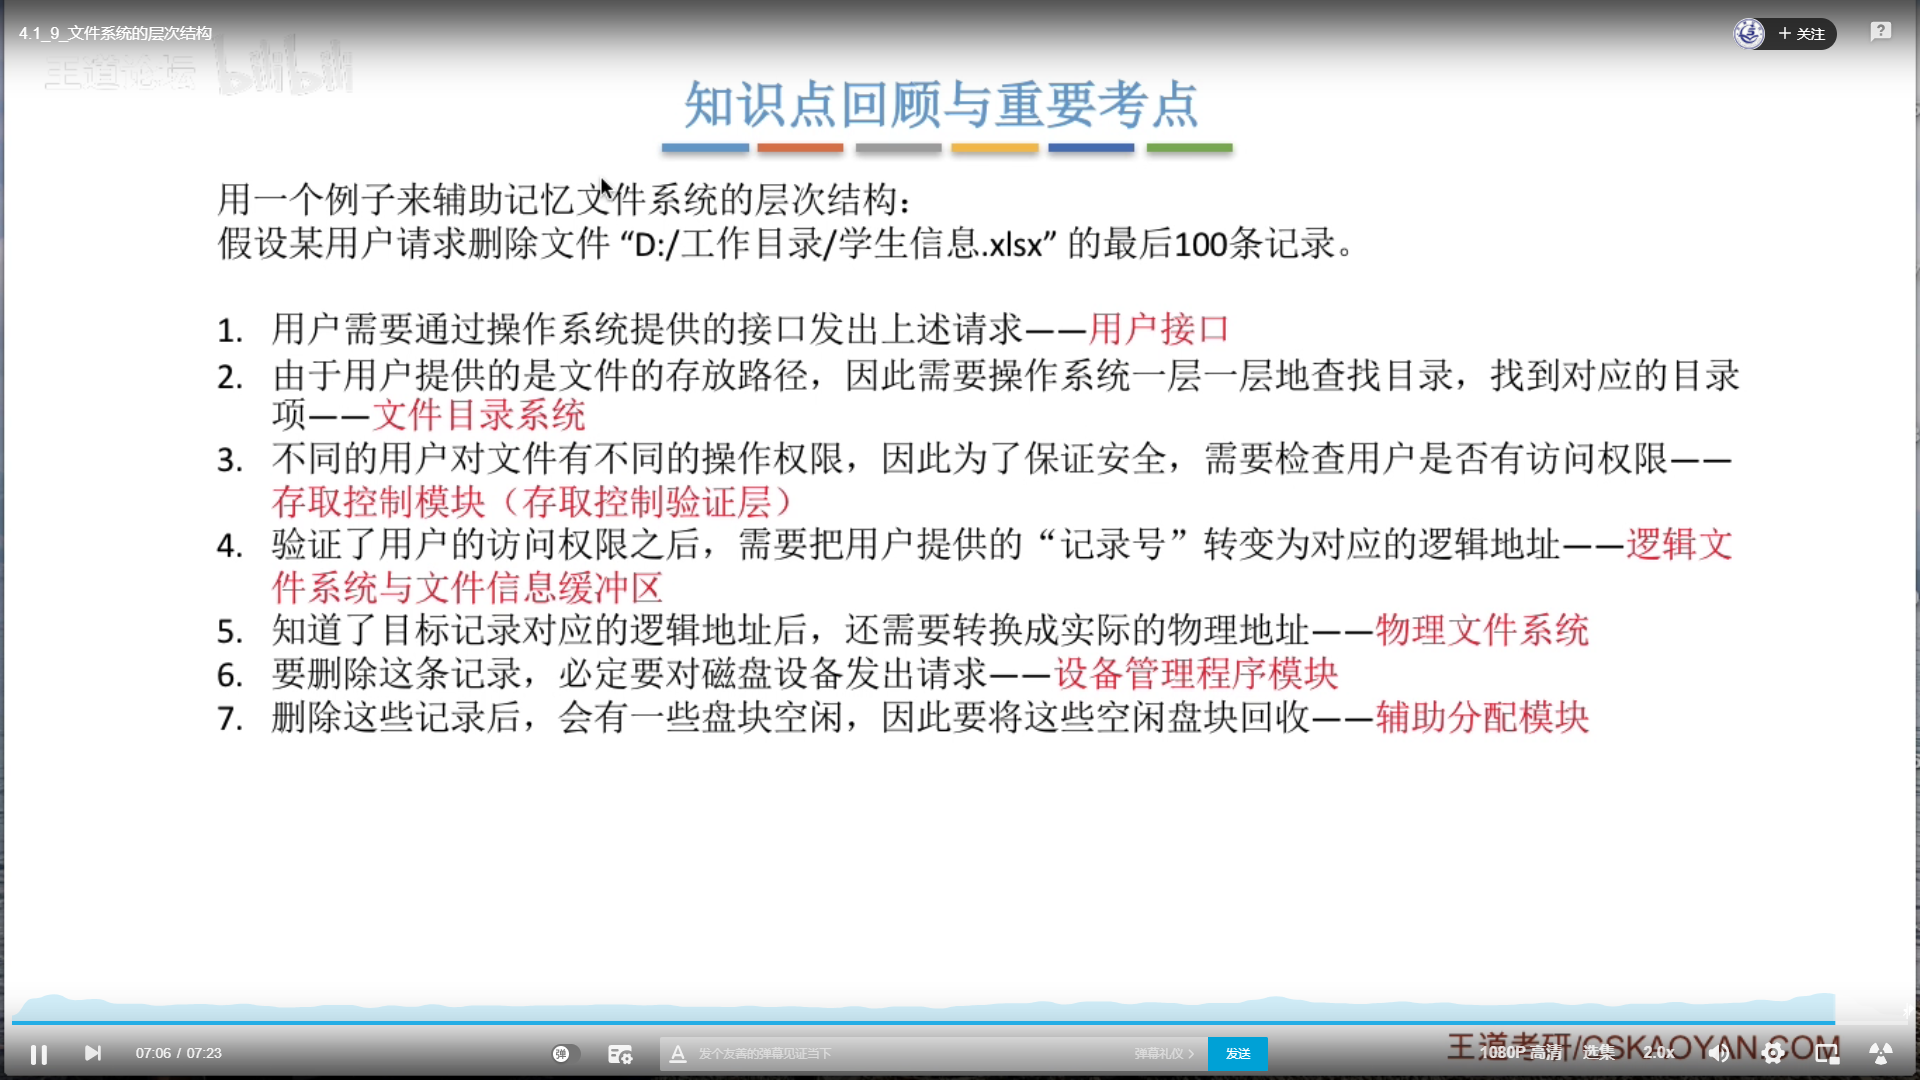 4.1_9_文件系统的层次结构
+ 关注
?
王道论坛 bilibili
知识点回顾与重要考点
用一个例子来辅助记忆文件系统的层次结构：
假设某用户请求删除文件 “D:/工作目录/学生信息.xlsx” 的最后100条记录。
1. 用户需要通过操作系统提供的接口发出上述请求——用户接口
2. 由于用户提供的是文件的存放路径，因此需要操作系统一层一层地查找目录，找到对应的目录
项——文件目录系统
3. 不同的用户对文件有不同的操作权限，因此为了保证安全，需要检查用户是否有访问权限——
存取控制模块（存取控制验证层）
4. 验证了用户的访问权限之后，需要把用户提供的“记录号”转变为对应的逻辑地址——逻辑文
件系统与文件信息缓冲区
5. 知道了目标记录对应的逻辑地址后，还需要转换成实际的物理地址——物理文件系统
6. 要删除这条记录，必定要对磁盘设备发出请求——设备管理程序模块
7. 删除这些记录后，会有一些盘块空闲，因此要将这些空闲盘块回收——辅助分配模块
王道考研/CSKAOYAN.COM
07:06 / 07:23
弹
A 发个友善的弹幕见证当下
弹幕礼仪 >
发送
1080P 高清
选集
2.0x